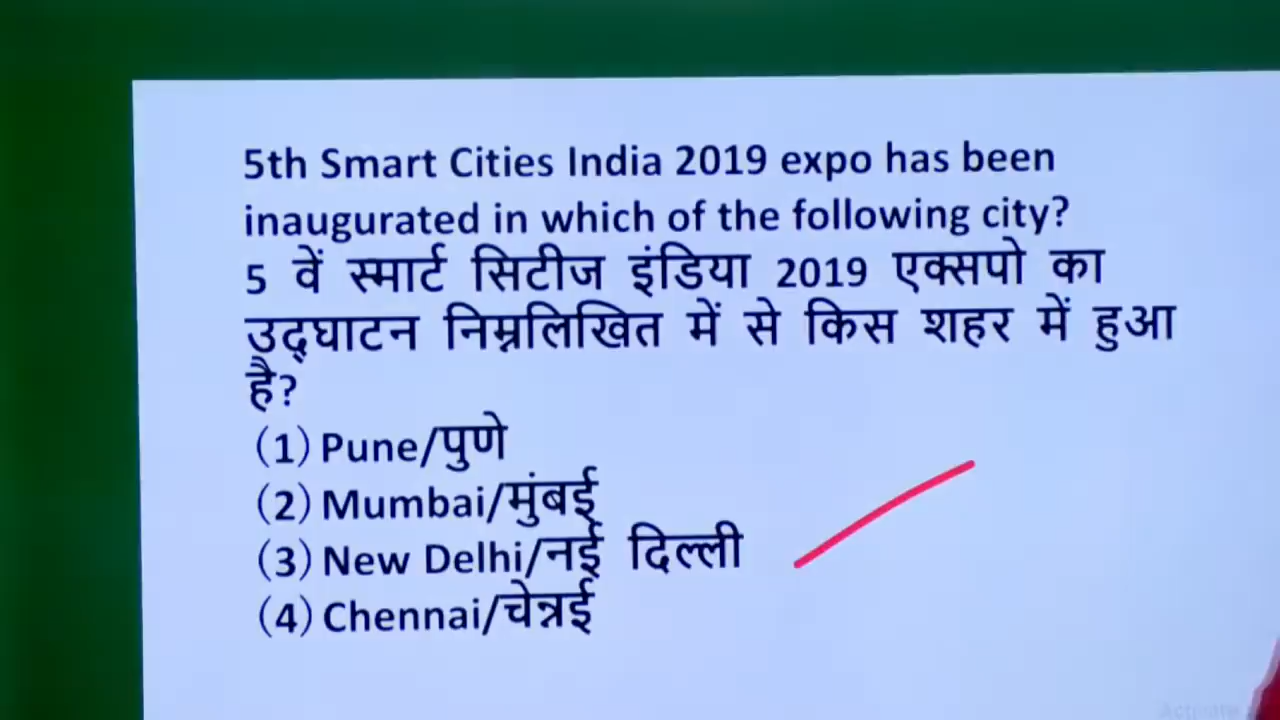 5th Smart Cities India 2019 expo has been
inaugurated in which of the following city?
5 वें स्मार्ट सिटीज इंडिया 2019 एक्सपो का
उद्घाटन निम्नलिखित में से किस शहर में हुआ
है?
(1) Pune/पुणे
(2) Mumbai/मुंबई
(3) New Delhi/नई दिल्ली
(4) Chennai/चेन्नई
Activate